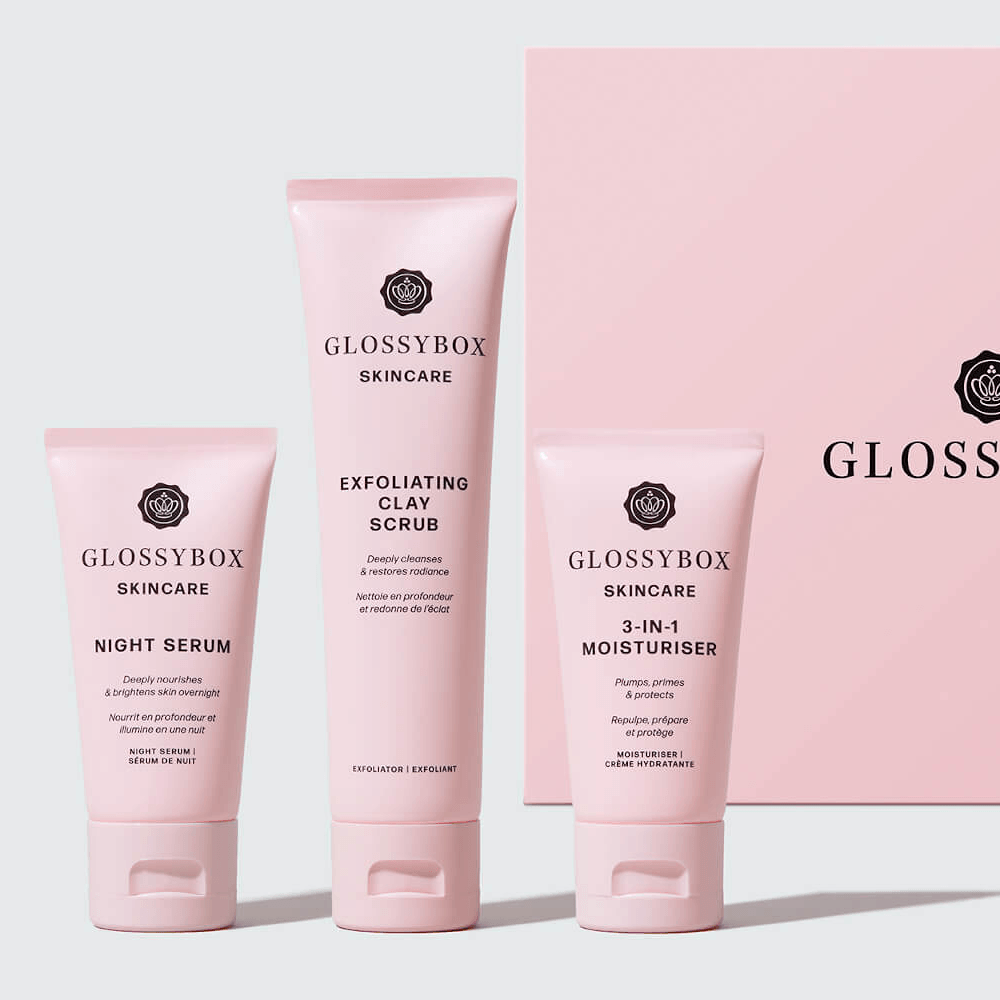 GLOSSYBOX
SKINCARE
NIGHT SERUM
Deeply nourishes
& brightens skin overnight
Nourrit en profondeur et
illumine en une nuit
NIGHT SERUM |
SÉRUM DE NUIT
GLOSSYBOX
SKINCARE
EXFOLIATING
CLAY
SCRUB
Deeply cleanses
& restores radiance
Nettoie en profondeur
et redonne de l'éclat
EXFOLIATOR | EXFOLIANT
GLOSSYBOX
SKINCARE
3-IN-1
MOISTURISER
Plumps, primes
& protects
Repulpe, prépare
et protège
MOISTURISER |
CRÈME HYDRATANTE
GLOSS